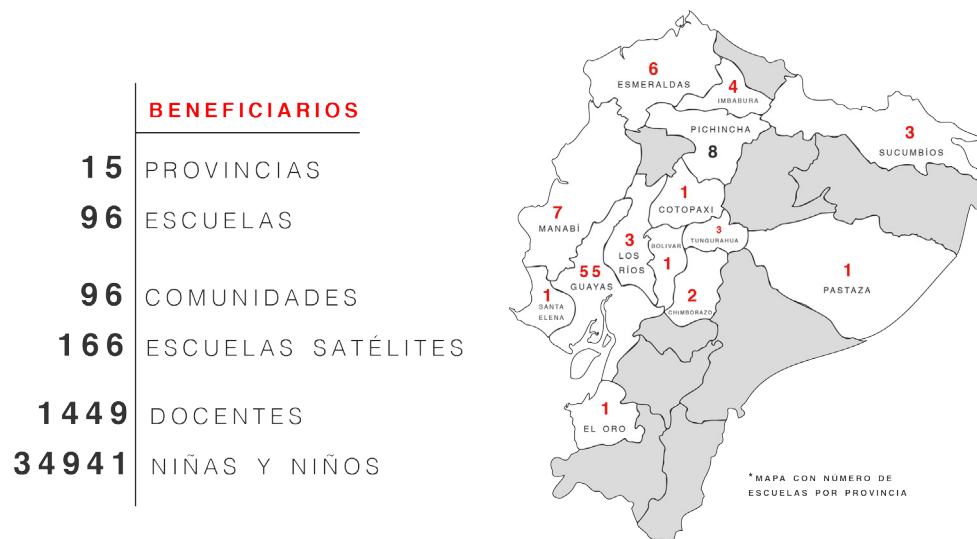 BENEFICIARIOS
15 PROVINCIAS
96 ESCUELAS
96 COMUNIDADES
166 ESCUELAS SATÉLITES
1449 DOCENTES
34941 NIÑAS Y NIÑOS
6
ESMERALDAS
4
IMBABURA
PICHINCHA
8
3
SUCUMBÍOS
1
COTOPAXI
7
MANABÍ
3
LOS
RÍOS
BOLIVAR
1
3
TUNGURAHUA
55
GUAYAS
1
SANTA
ELENA
2
CHIMBORAZO
1
PASTAZA
1
EL ORO
*MAPA CON NÚMERO DE
ESCUELAS POR PROVINCIA